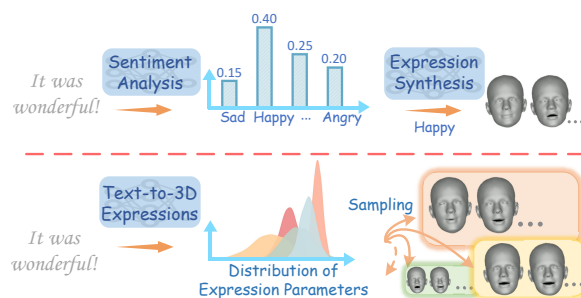 It was
wonderful!
Sentiment
Analysis
0.15
0.40
0.25
0.20
Sad Happy ... Angry
Expression
Synthesis
Happy
...
It was
wonderful!
Text-to-3D
Expressions
Distribution of
Expression Parameters
Sampling
...
...
...